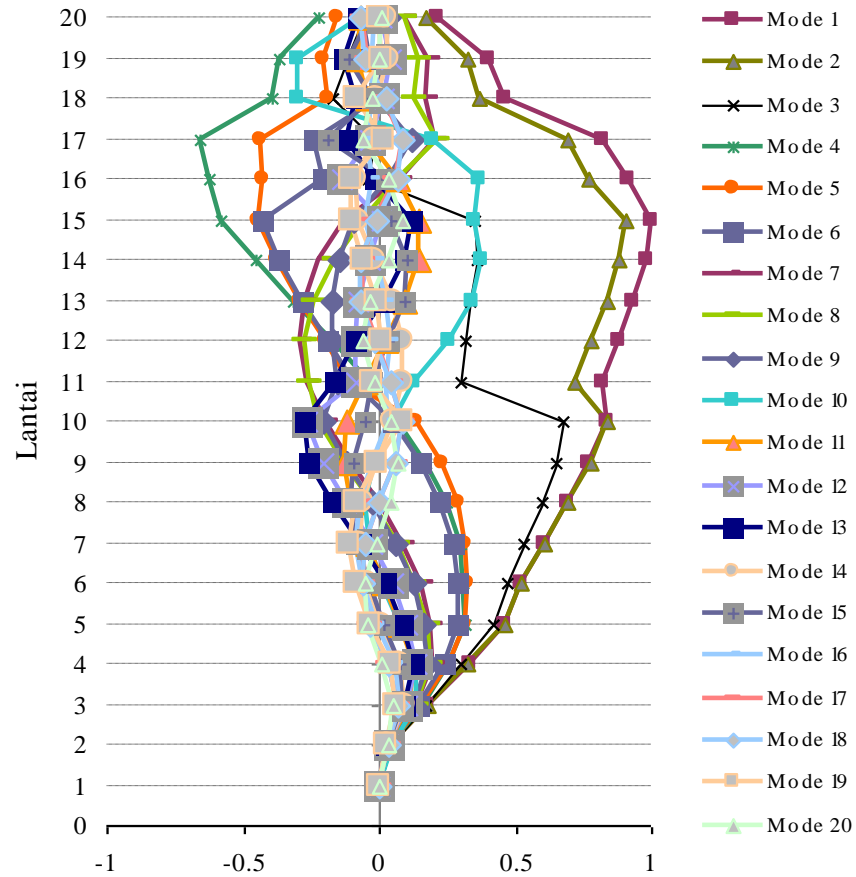 20
19
18
17
16
15
14
13
12
11
10
9
8
7
6
5
4
3
2
1
0
Lantai
-1
-0.5
0
0.5
1
Mode 1
Mode 2
Mode 3
Mode 4
Mode 5
Mode 6
Mode 7
Mode 8
Mode 9
Mode 10
Mode 11
Mode 12
Mode 13
Mode 14
Mode 15
Mode 16
Mode 17
Mode 18
Mode 19
Mode 20